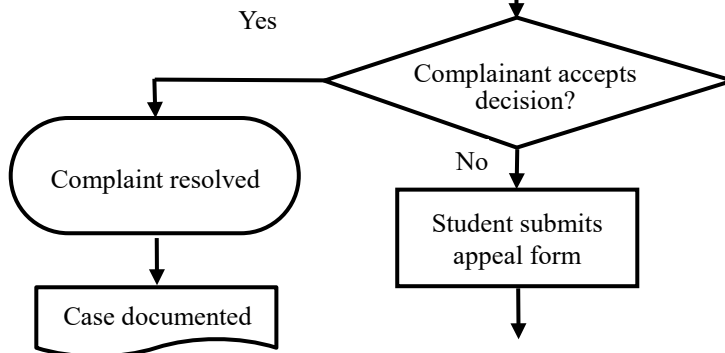 Yes
Complainant accepts
decision?
Complaint resolved
No
Student submits
appeal form
Case documented